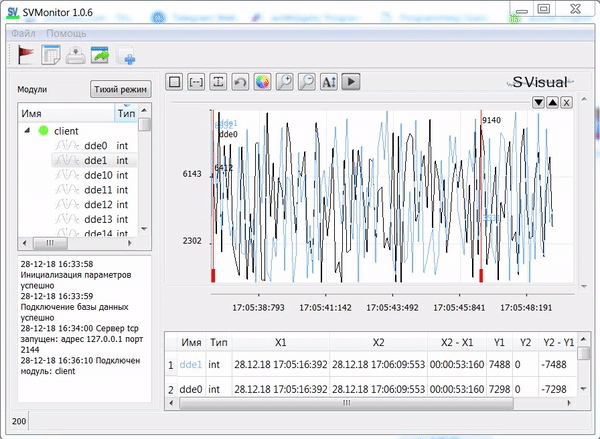 SV SVMonitor 1.0.6
Файл Помощь
Модули
Тихий режим
Имя Тип
client
dde0 int
dde1 int
dde10 int
dde11 int
dde12 int
dde13 int
dde14 int
28-12-18 16:33:58
Инициализация параметров
успешно
28-12-18 16:33:59
Подключение базы данных
успешно
28-12-18 16:34:00 Сервер tcp
запущен: адрес 127.0.0.1 порт
2144
28-12-18 16:36:10 Подключен
модуль: client
SVisual
dde1
dde0
6412
9140
6143
2302
17:05:38:793 17:05:41:142 17:05:43:492 17:05:45:841 17:05:48:191
Имя Тип X1 X2 X2 - X1 Y1 Y2 Y2 - Y1
1 dde1 int 28.12.18 17:05:16:392 28.12.18 17:06:09:553 00:00:53:160 7488 0 -7488
2 dde0 int 28.12.18 17:05:16:392 28.12.18 17:06:09:553 00:00:53:160 7298 0 -7298
200